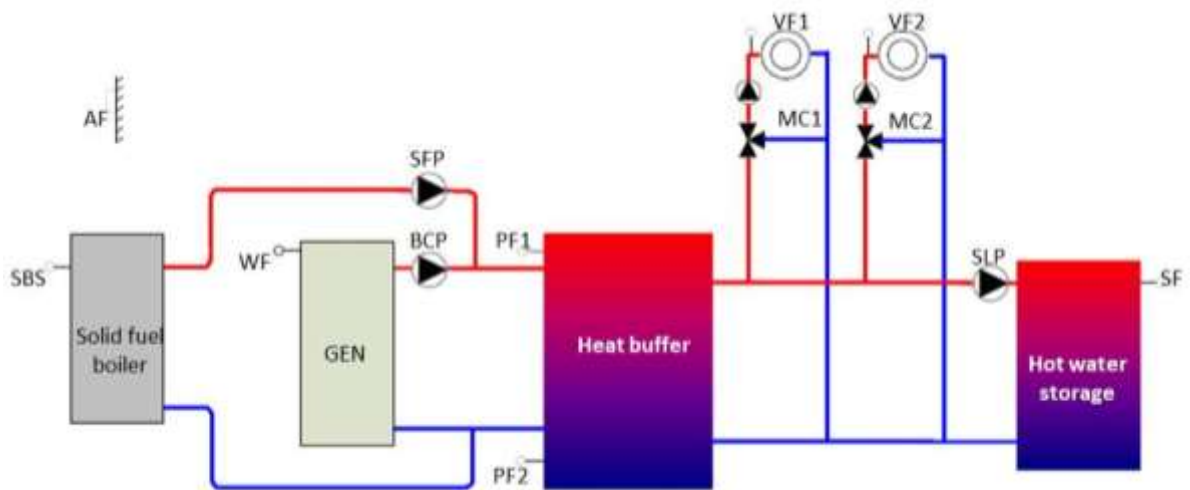 VF1
VF2
AF
MC1
MC2
SFP
BCP
PF1
WF
SLP
SBS
SF
Solid fuel
boiler
GEN
Heat buffer
Hot water
storage
PF2